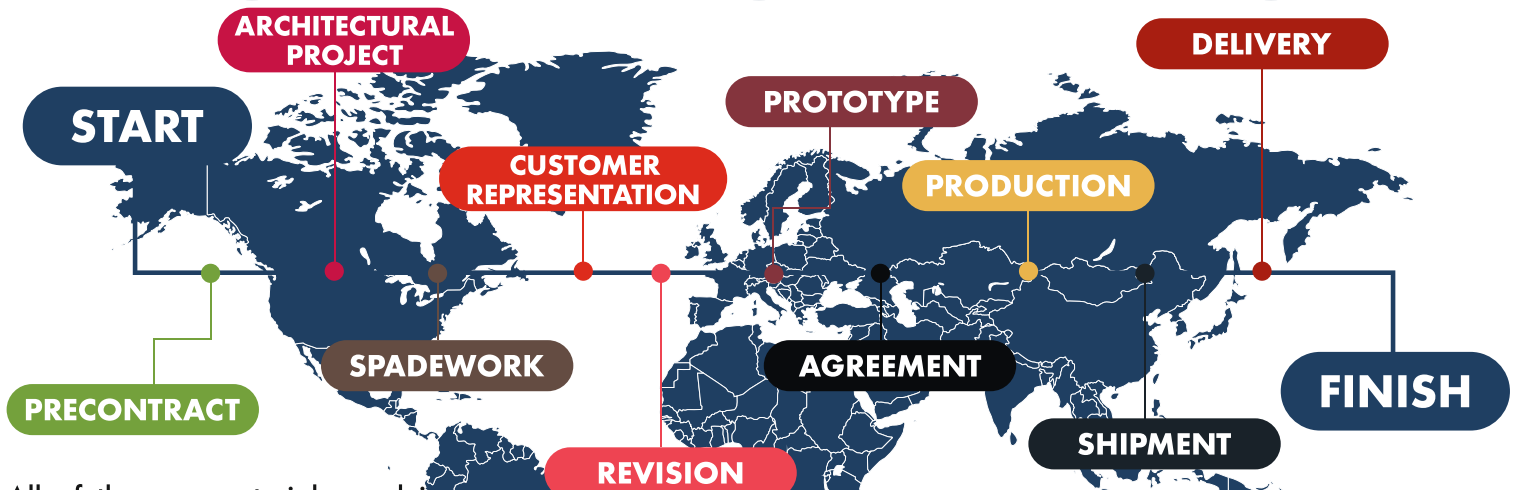 START
PRECONTRACT
ARCHITECTURAL
PROJECT
SPADEWORK
CUSTOMER
REPRESENTATION
REVISION
PROTOTYPE
AGREEMENT
PRODUCTION
SHIPMENT
DELIVERY
FINISH